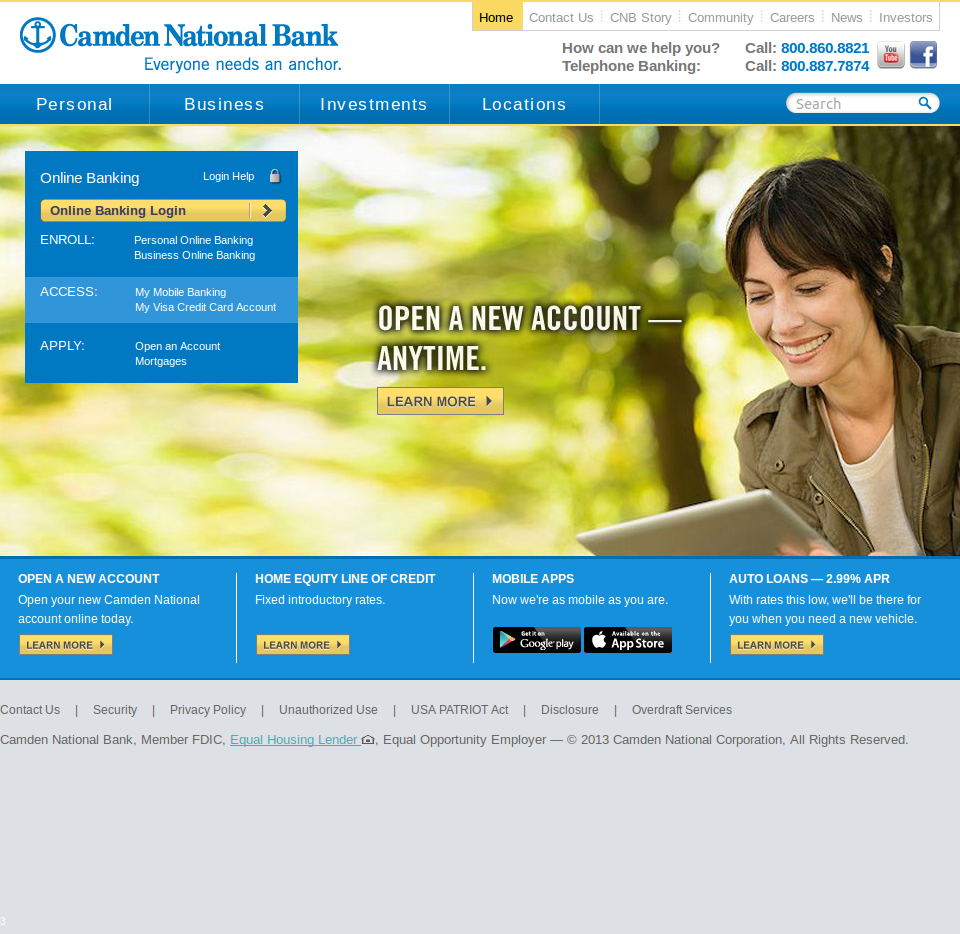 Camden National Bank
Everyone needs an anchor.
Home Contact Us CNB Story Community Careers News Investors
How can we help you? Call: 800.860.8821
Telephone Banking: Call: 800.887.7874
You Tube f
Personal Business Investments Locations Search
Online Banking Login Help
Online Banking Login
ENROLL: Personal Online Banking
Business Online Banking
ACCESS: My Mobile Banking
My Visa Credit Card Account
APPLY: Open an Account
Mortgages
OPEN A NEW ACCOUNT —
ANYTIME.
LEARN MORE
OPEN A NEW ACCOUNT
Open your new Camden National
account online today.
LEARN MORE
HOME EQUITY LINE OF CREDIT
Fixed introductory rates.
LEARN MORE
MOBILE APPS
Now we're as mobile as you are.
Get it on
Google play
Available on the
App Store
AUTO LOANS — 2.99% APR
With rates this low, we'll be there for
you when you need a new vehicle.
LEARN MORE
Contact Us | Security | Privacy Policy | Unauthorized Use | USA PATRIOT Act | Disclosure | Overdraft Services
Camden National Bank, Member FDIC, Equal Housing Lender , Equal Opportunity Employer — © 2013 Camden National Corporation, All Rights Reserved.
3